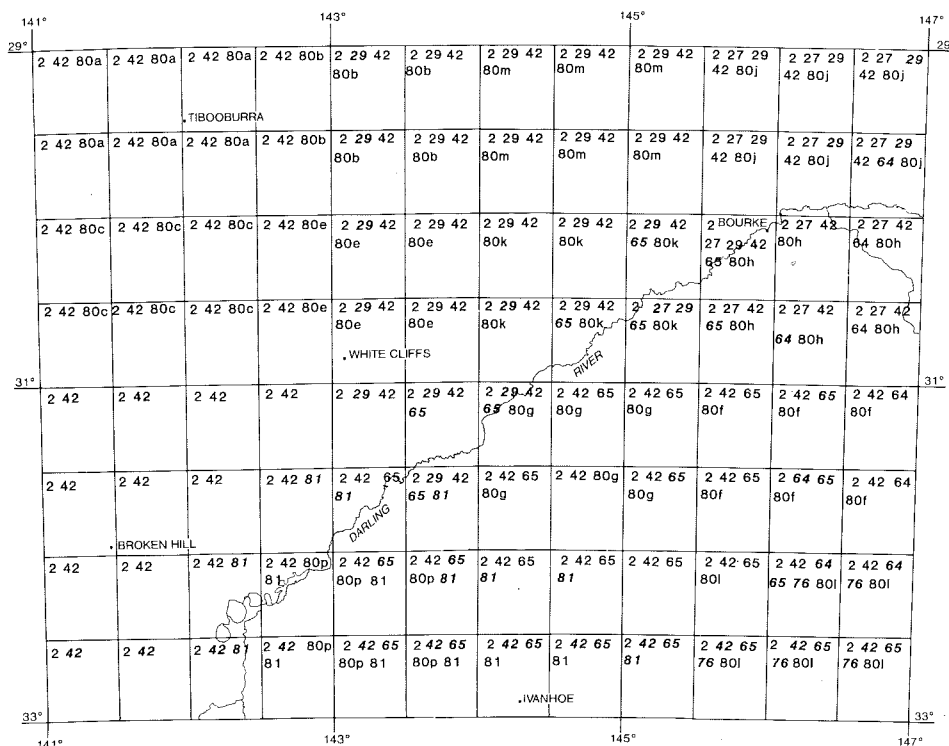 141° 143° 145° 147°
29° 29
2 42 80a 2 42 80a 2 42 80a 2 42 80b 2 29 42 2 29 42 2 29 42 2 29 42 2 29 42 2 27 29 2 27 29 2 27 29
80b 80b 80m 80m 80m 42 80j 42 80j 42 80j
TIBOOBURRA
2 42 80a 2 42 80a 2 42 80a 2 42 80b 2 29 42 2 29 42 2 29 42 2 29 42 2 29 42 2 27 29 2 27 29 2 27 29
80b 80b 80m 80m 80m 42 80j 42 80j 42 64 80j
2 42 80c 2 42 80c 2 42 80c 2 42 80e 2 29 42 2 29 42 2 29 42 2 29 42 2 29 42 2 BOURKE 2 27 42 2 27 42
80e 80e 80k 80k 65 80k 27 29 42 80h 64 80h
65 80h
2 42 80c 2 42 80c 2 42 80c 2 42 80e 2 29 42 2 29 42 2 29 42 2 29 42 2 27 29 2 27 42 2 27 42 2 27 42
80e 80e 80k 65 80k 65 80k 65 80h 64 80h 64 80h
WHITE CLIFFS
RIVER
31° 31°
2 42 2 42 2 42 2 42 2 29 42 2 29 42 2 29 42 2 42 65 2 42 65 2 42 65 2 42 65 2 42 64
65 65 80g 80g 80g 80f 80f 80f
2 42 2 42 2 42 2 42 81 2 42 65 2 29 42 2 42 65 2 42 80g 2 42 65 2 42 65 2 64 65 2 42 64
81 65 81 80g 80g 80f 80f 80f
DARLING
BROKEN HILL
2 42 2 42 2 42 81 2 42 80p 2 42 65 2 42 65 2 42 65 2 42 65 2 42 65 2 42 65 2 42 64 2 42 64
81 80p 81 80p 81 81 81 80l 65 76 80l 76 80l
2 42 2 42 2 42 81 2 42 80p 2 42 65 2 42 65 2 42 65 2 42 65 2 42 65 2 42 65 2 42 65 2 42 65
81 80p 81 80p 81 81 81 81 76 80l 76 80l 76 80l
IVANHOE
33° 33°
141° 143° 145° 147°